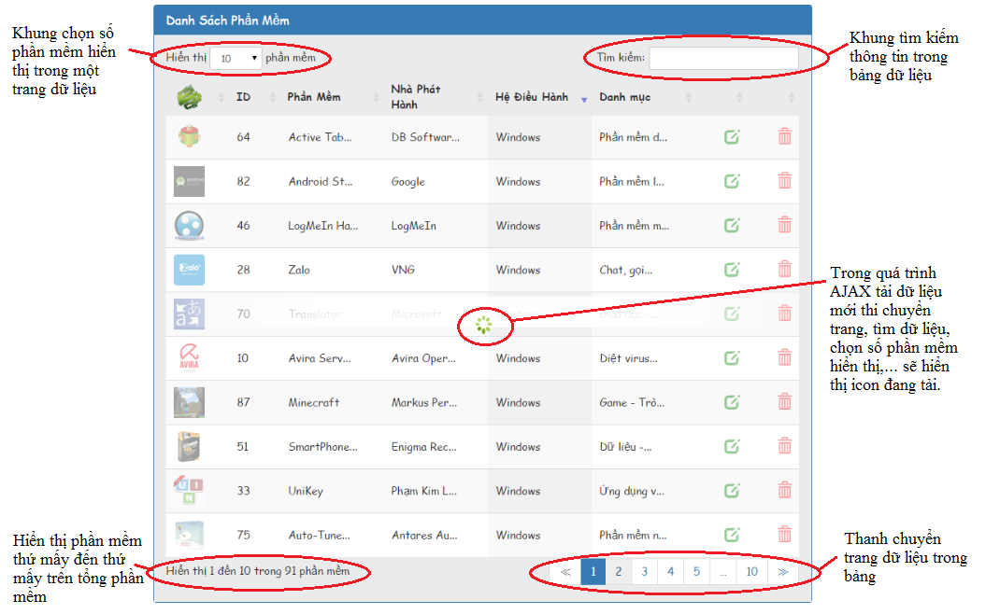 Danh Sách Phần Mềm
Khung chọn số
phần mềm hiển
thị trong một
trang dữ liệu
Hiển thị 10 phần mềm
Tìm kiếm:
Khung tìm kiếm
thông tin trong
bảng dữ liệu
ID Phần Mềm Nhà Phát Hành Hệ Điều Hành Danh mục
64 Active Tab... DB Softwar... Windows Phần mềm d...
82 Android St... Google Windows Phần mềm l...
46 LogMeIn Ha... LogMeIn Windows Phần mềm m...
28 Zalo VNG Windows Chat, gọi...
70 Translator Microsoft Giáo dục -...
10 Avira Serv... Avira Oper... Windows Diệt virus...
87 Minecraft Markus Per... Windows Game - Trò...
51 SmartPhone... Enigma Rec... Windows Dữ liệu -...
33 UniKey Phạm Kim L... Windows Ứng dụng v...
75 Auto-Tune... Antares Au... Windows Phần mềm n...
Trong quá trình
AJAX tải dữ liệu
mới thi chuyển
trang, tìm dữ liệu,
chọn số phần mềm
hiển thị,... sẽ hiển
thị icon đang tải.
Hiển thị phần mềm
thứ mấy đến thứ
mấy trên tổng phần
mềm
Hiển thị 1 đến 10 trong 91 phần mềm
≪ 1 2 3 4 5 ... 10 ≫
Thanh chuyển
trang dữ liệu trong
bảng